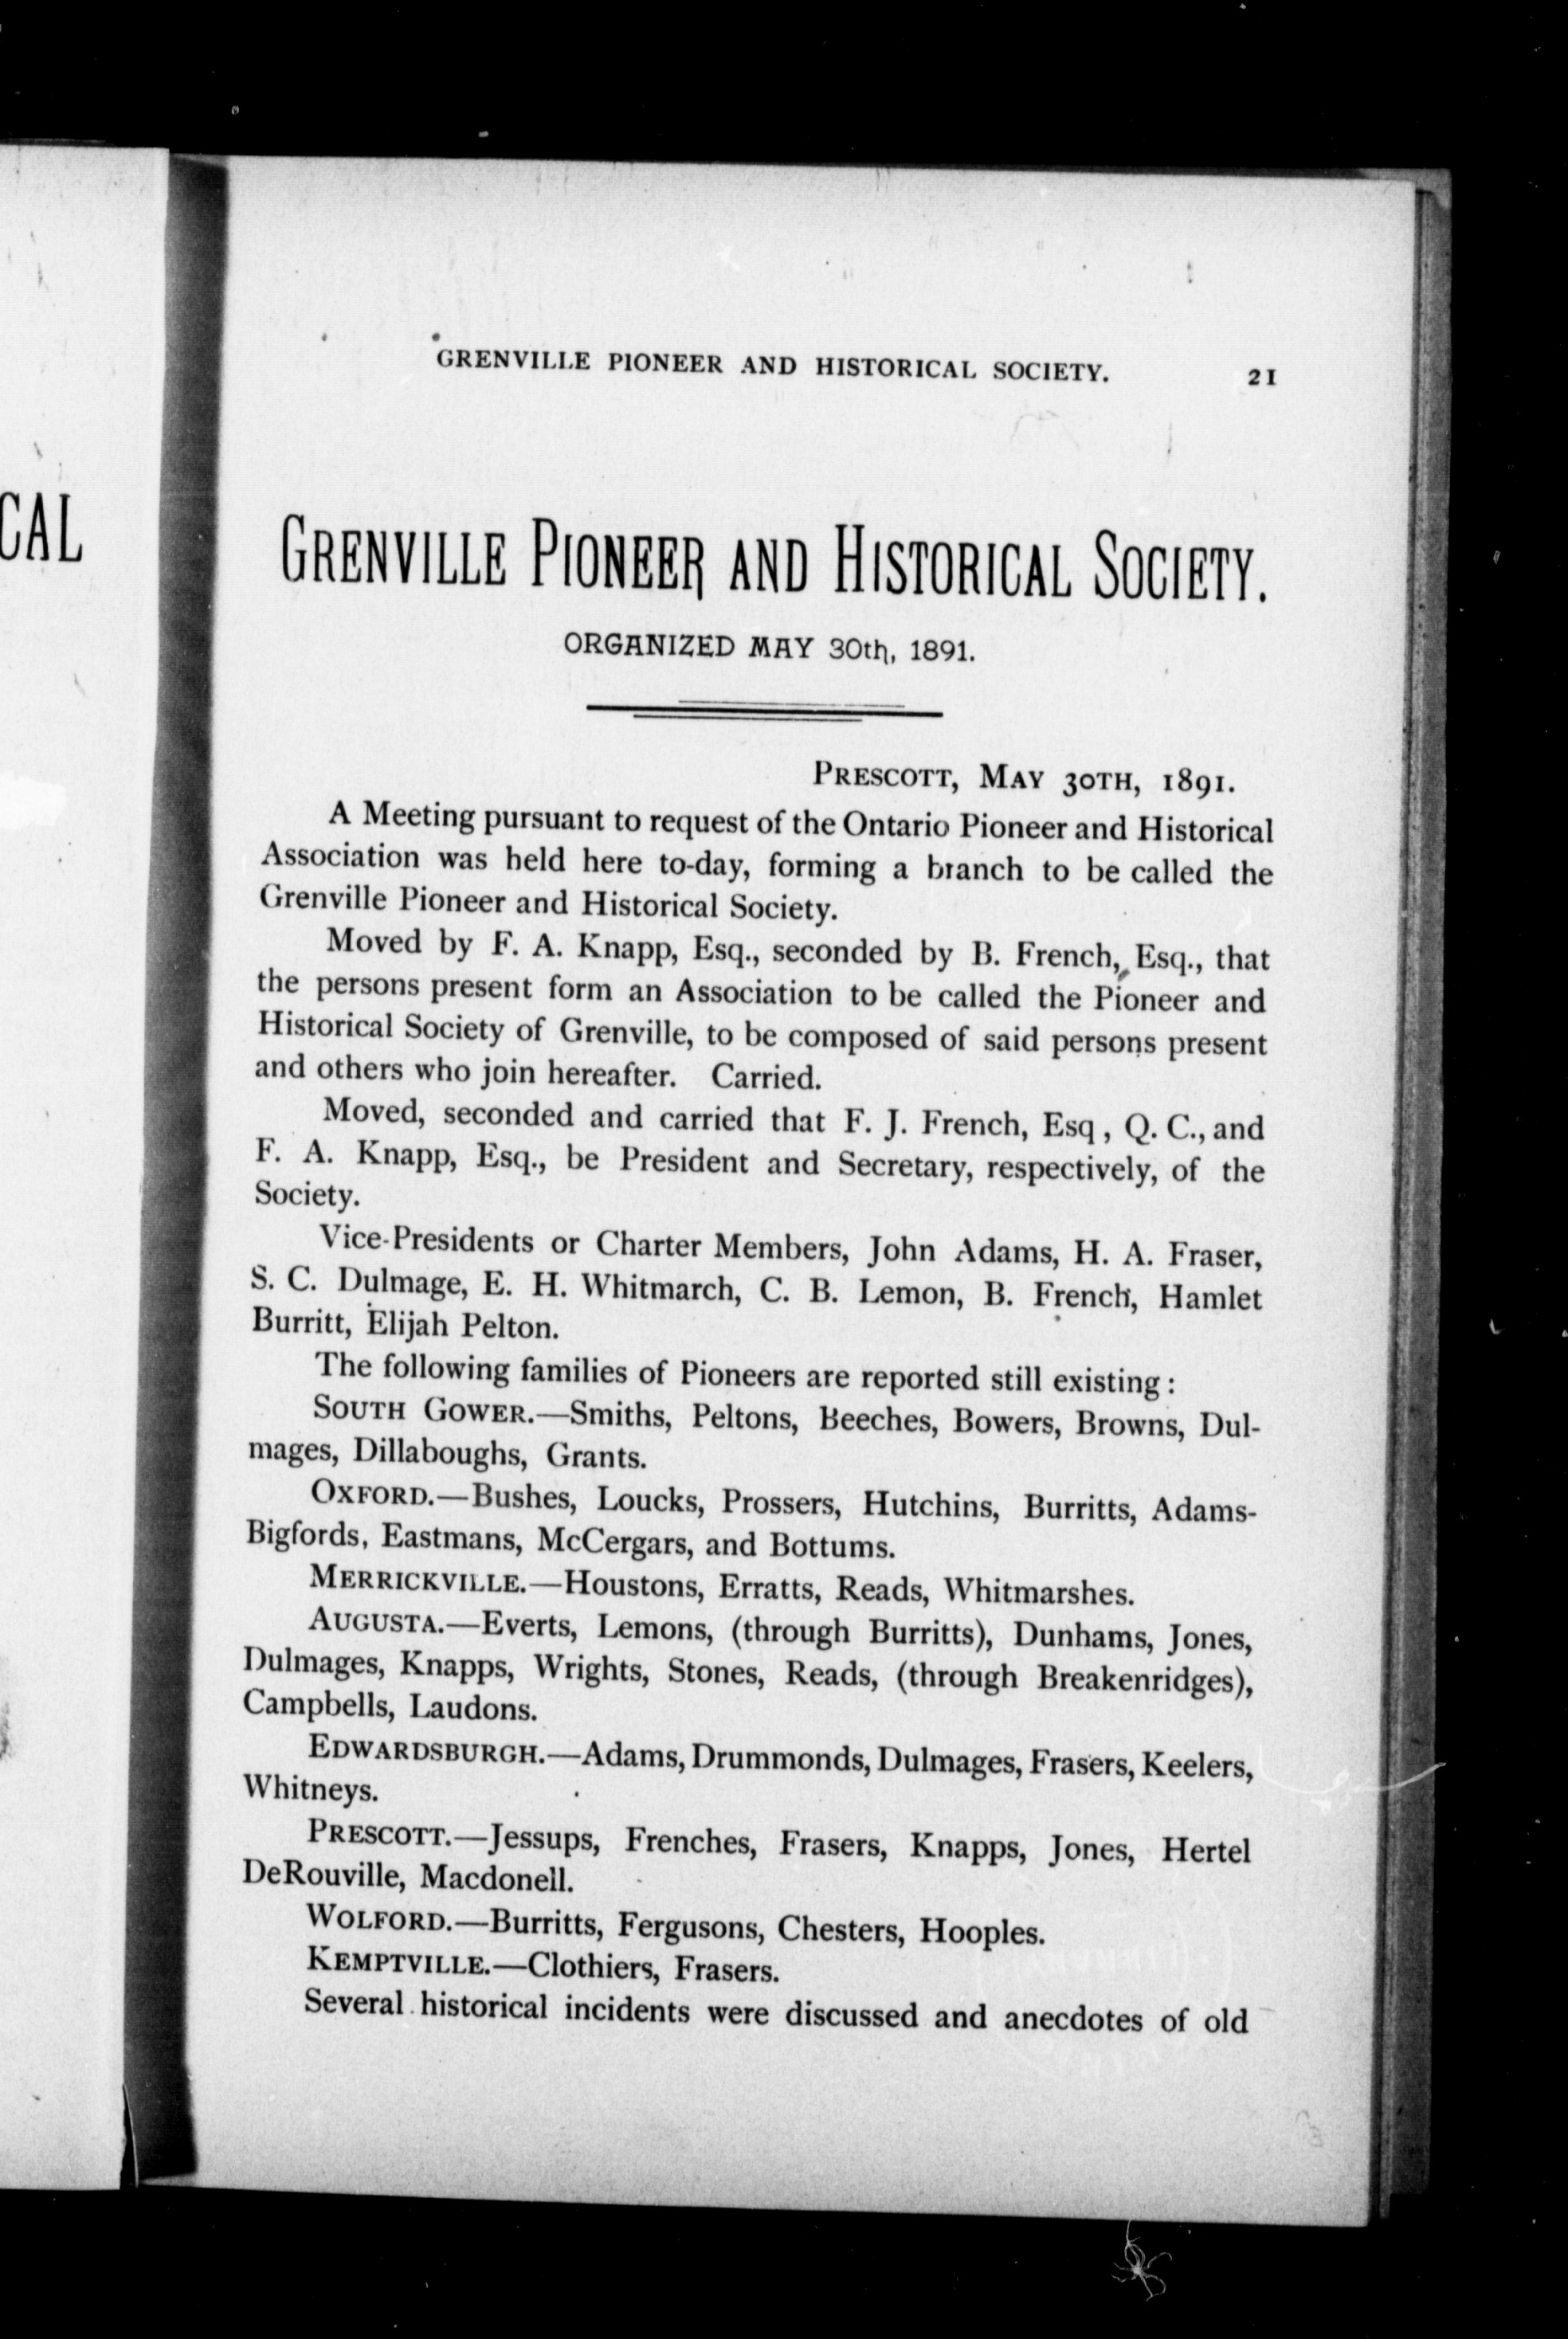 CAL
GRENVILLE PIONEER AND HISTORICAL SOCIETY. 21
GRENVILLE PIONEER AND HISTORICAL SOCIETY.
ORGANIZED MAY 30th, 1891.
PRESCOTT, MAY 30TH, 1891.
A Meeting pursuant to request of the Ontario Pioneer and Historical
Association was held here to-day, forming a branch to be called the
Grenville Pioneer and Historical Society.
Moved by F. A. Knapp, Esq., seconded by B. French, Esq., that
the persons present form an Association to be called the Pioneer and
Historical Society of Grenville, to be composed of said persons present
and others who join hereafter. Carried.
Moved, seconded and carried that F. J. French, Esq , Q. C., and
F. A. Knapp, Esq., be President and Secretary, respectively, of the
Society.
Vice-Presidents or Charter Members, John Adams, H. A. Fraser,
S. C. Dulmage, E. H. Whitmarch, C. B. Lemon, B. French, Hamlet
Burritt, Elijah Pelton.
The following families of Pioneers are reported still existing :
SOUTH GOWER.—Smiths, Peltons, Beeches, Bowers, Browns, Dul-
mages, Dillaboughs, Grants.
OXFORD.—Bushes, Loucks, Prossers, Hutchins, Burritts, Adams-
Bigfords, Eastmans, McCergars, and Bottums.
MERRICKVILLE.—Houstons, Erratts, Reads, Whitmarshes.
AUGUSTA.—Everts, Lemons, (through Burritts), Dunhams, Jones,
Dulmages, Knapps, Wrights, Stones, Reads, (through Breakenridges),
Campbells, Laudons.
EDWARDSBURGH.—Adams, Drummonds, Dulmages, Frasers, Keelers,
Whitneys.
PRESCOTT.—Jessups, Frenches, Frasers, Knapps, Jones, Hertel
DeRouville, Macdonell.
WOLFORD.—Burritts, Fergusons, Chesters, Hooples.
KEMPTVILLE.—Clothiers, Frasers.
Several historical incidents were discussed and anecdotes of old